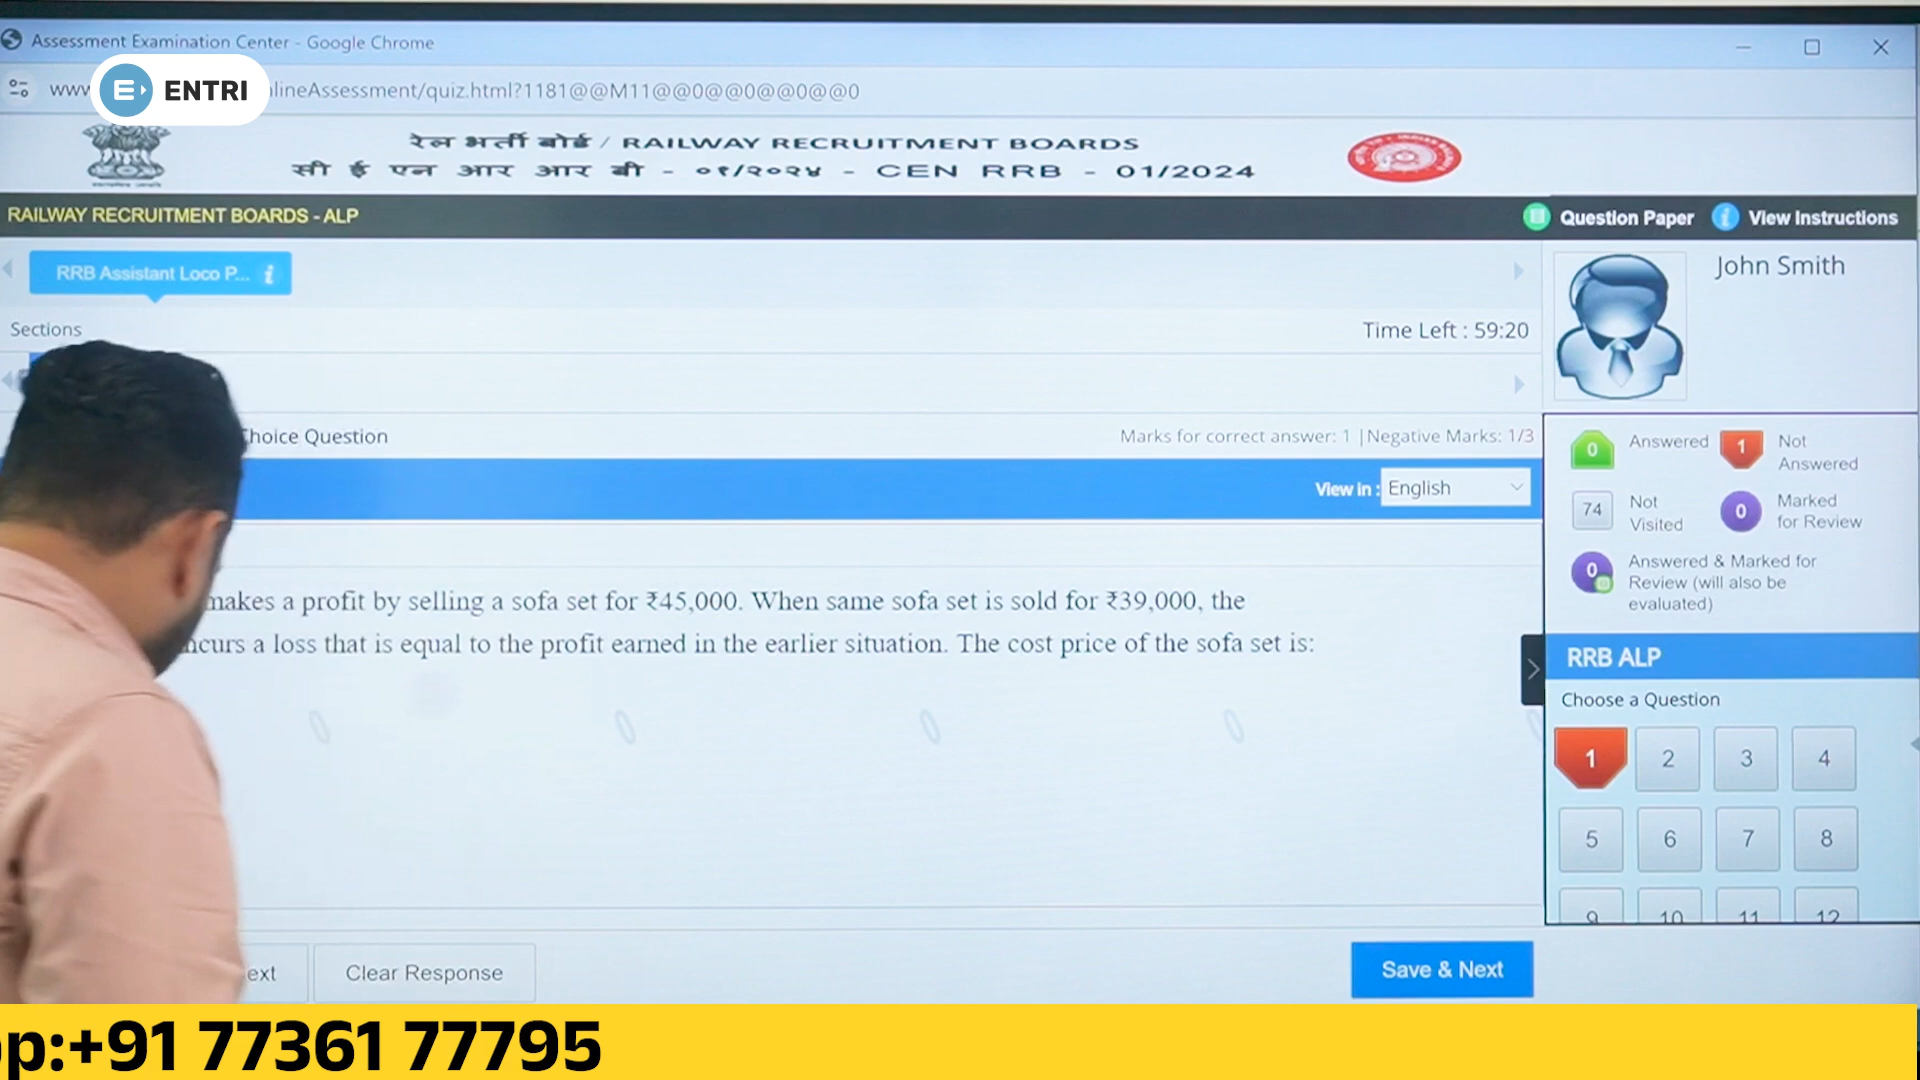 Assessment Examination Center - Google Chrome
ENTRI
lineAssessment/quiz.html?1181@@M11@@0@@0@@0@@0
रेल भर्ती बोर्ड / RAILWAY RECRUITMENT BOARDS
सी ई एन आर आर बी - ०१/२०२४ - CEN RRB - 01/2024
RAILWAY RECRUITMENT BOARDS - ALP
Question Paper
View Instructions
RRB Assistant Loco P... i
John Smith
Sections
Time Left : 59:20
Choice Question
Marks for correct answer: 1 | Negative Marks: 1/3
View in : English
0 Answered
1 Not Answered
74 Not Visited
0 Marked for Review
0 Answered & Marked for Review (will also be evaluated)
makes a profit by selling a sofa set for ₹45,000. When same sofa set is sold for ₹39,000, the
incurs a loss that is equal to the profit earned in the earlier situation. The cost price of the sofa set is:
RRB ALP
Choose a Question
1 2 3 4
5 6 7 8
9 10 11 12
ext
Clear Response
Save & Next
p:+91 77361 77795